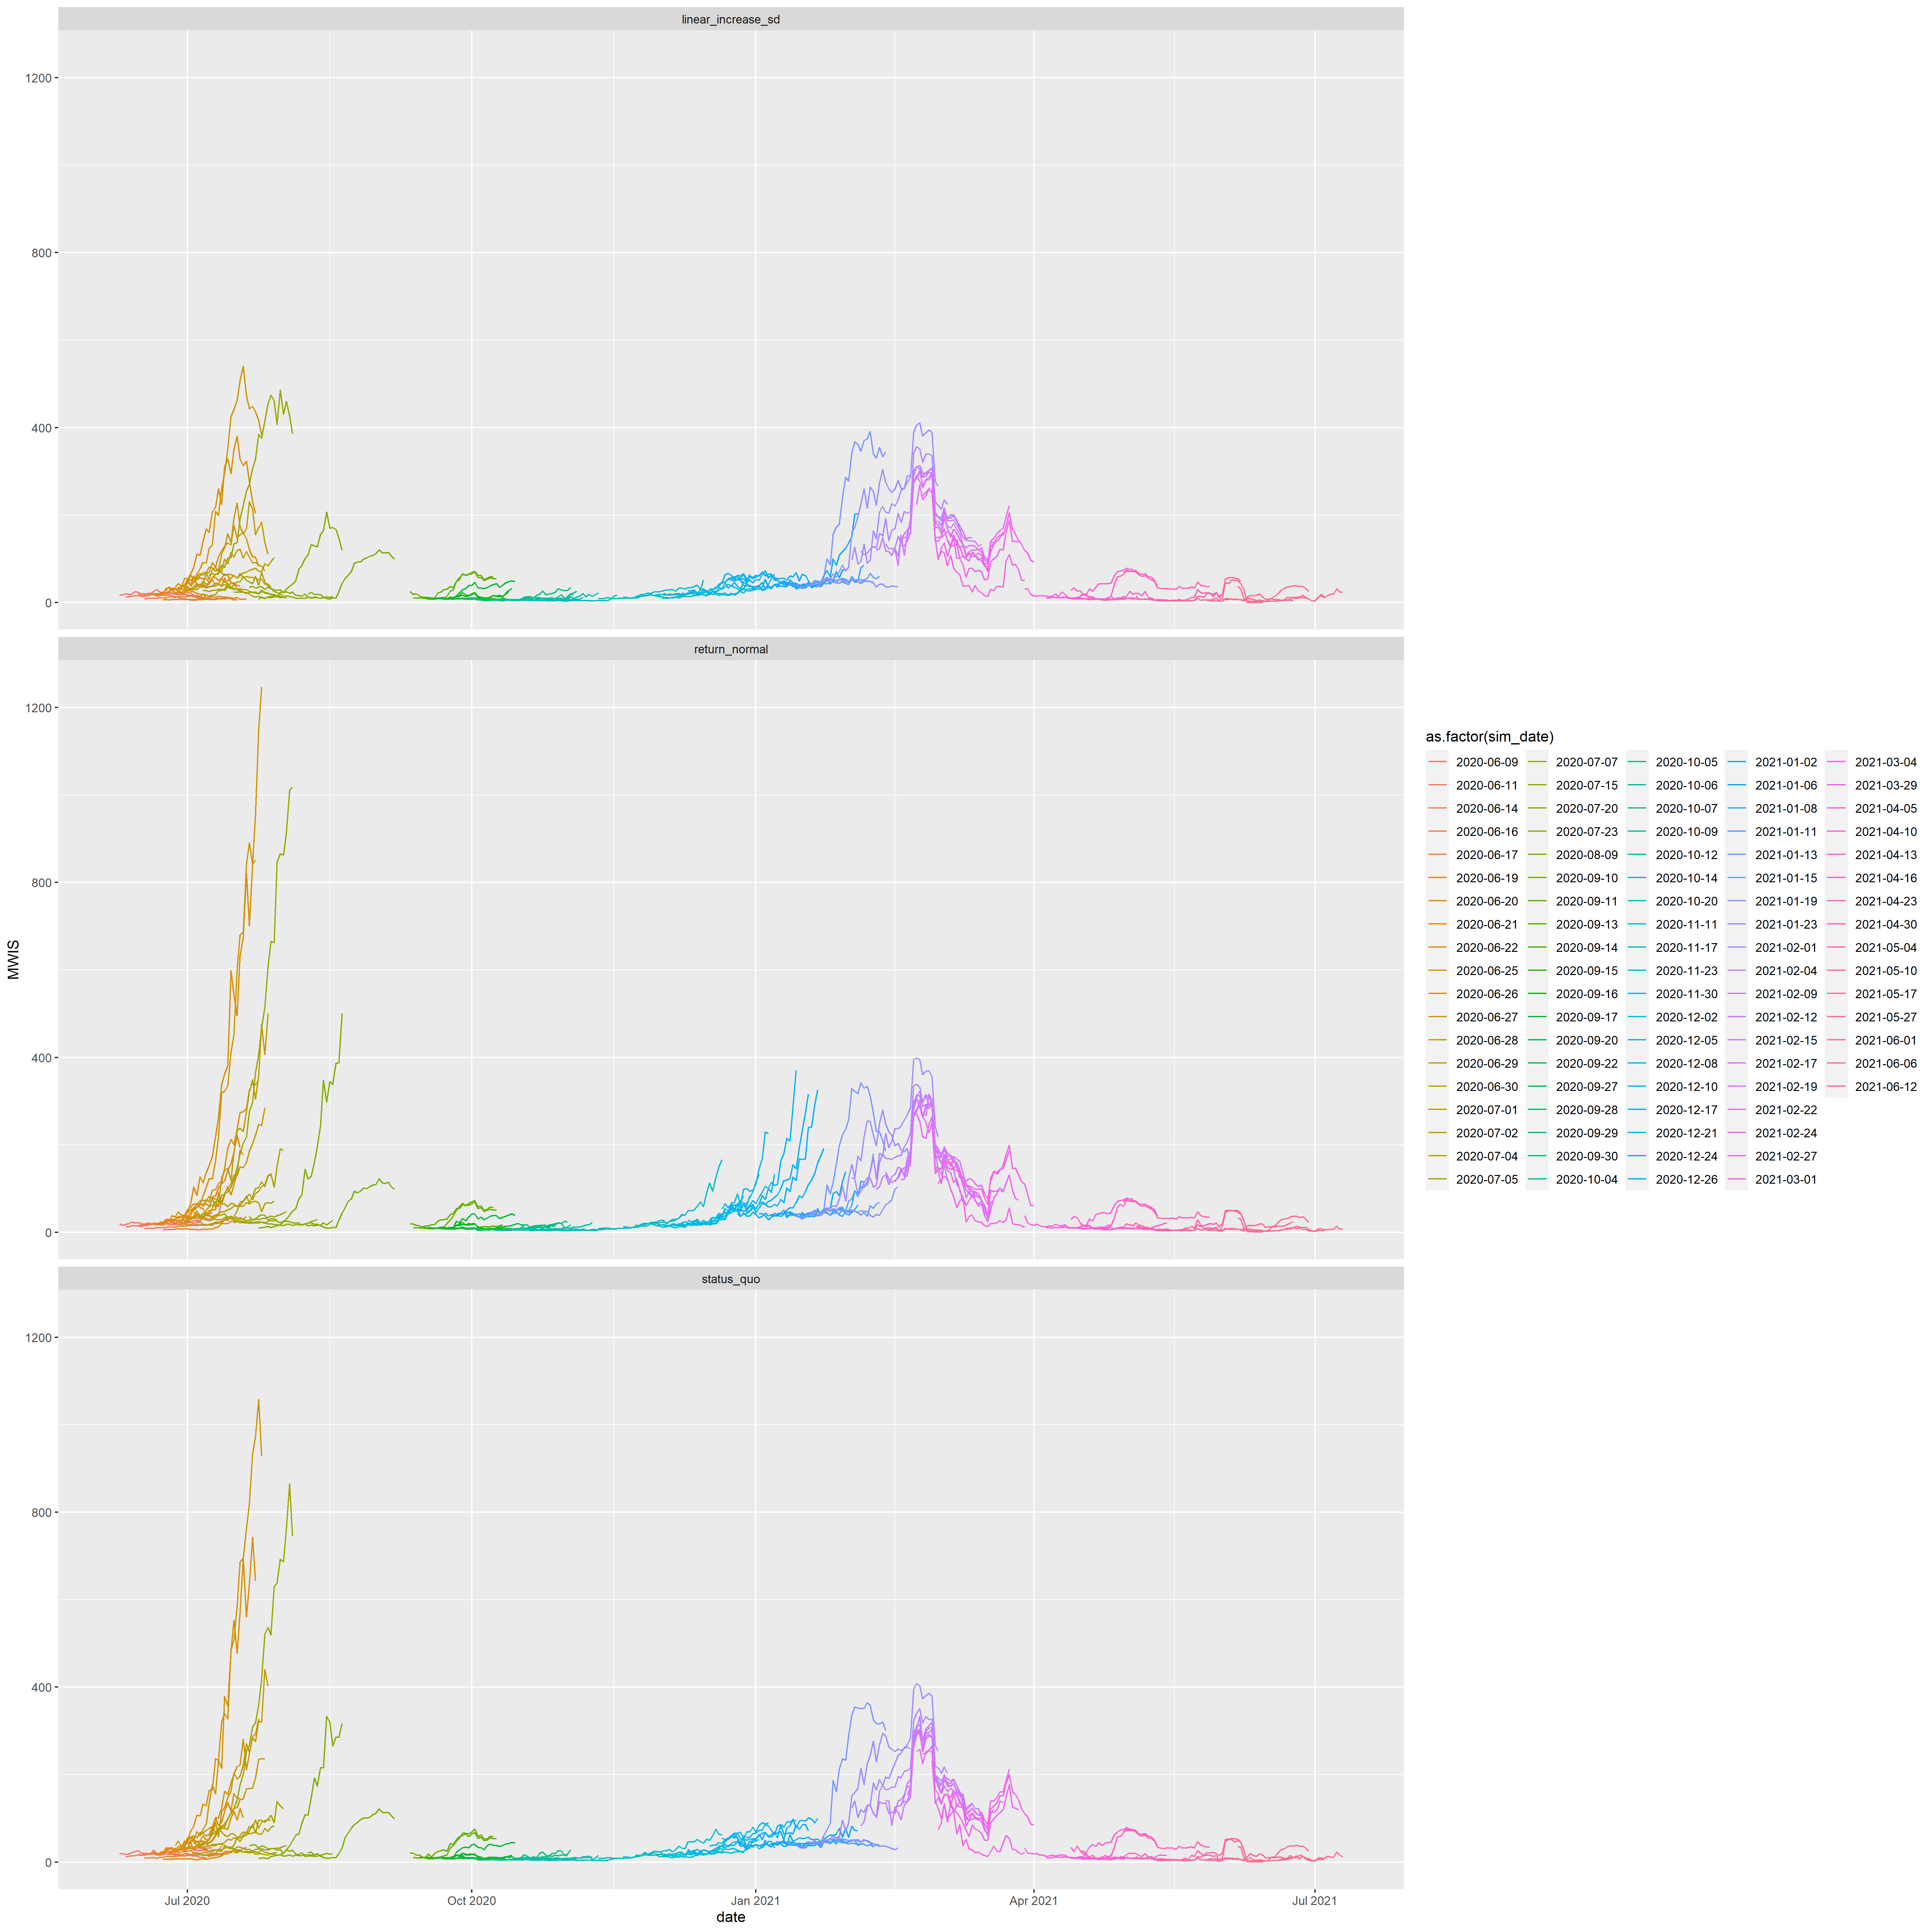 linear_increase_sd
1200
800
400
0
return_normal
1200
800
400
0
status_quo
1200
800
400
0
MWIS
Jul 2020 Oct 2020 Jan 2021 Apr 2021 Jul 2021
date
as.factor(sim_date)
2020-06-09 2020-07-07 2020-10-05 2021-01-02 2021-03-04
2020-06-11 2020-07-15 2020-10-06 2021-01-06 2021-03-29
2020-06-14 2020-07-20 2020-10-07 2021-01-08 2021-04-05
2020-06-16 2020-07-23 2020-10-09 2021-01-11 2021-04-10
2020-06-17 2020-08-09 2020-10-12 2021-01-13 2021-04-13
2020-06-19 2020-09-10 2020-10-14 2021-01-15 2021-04-16
2020-06-20 2020-09-11 2020-10-20 2021-01-19 2021-04-23
2020-06-21 2020-09-13 2020-11-11 2021-01-23 2021-04-30
2020-06-22 2020-09-14 2020-11-17 2021-02-01 2021-05-04
2020-06-25 2020-09-15 2020-11-23 2021-02-04 2021-05-10
2020-06-26 2020-09-16 2020-11-30 2021-02-09 2021-05-17
2020-06-27 2020-09-17 2020-12-02 2021-02-12 2021-05-27
2020-06-28 2020-09-20 2020-12-05 2021-02-15 2021-06-01
2020-06-29 2020-09-22 2020-12-08 2021-02-17 2021-06-06
2020-06-30 2020-09-27 2020-12-10 2021-02-19 2021-06-12
2020-07-01 2020-09-28 2020-12-17 2021-02-22
2020-07-02 2020-09-29 2020-12-21 2021-02-24
2020-07-04 2020-09-30 2020-12-24 2021-02-27
2020-07-05 2020-10-04 2020-12-26 2021-03-01